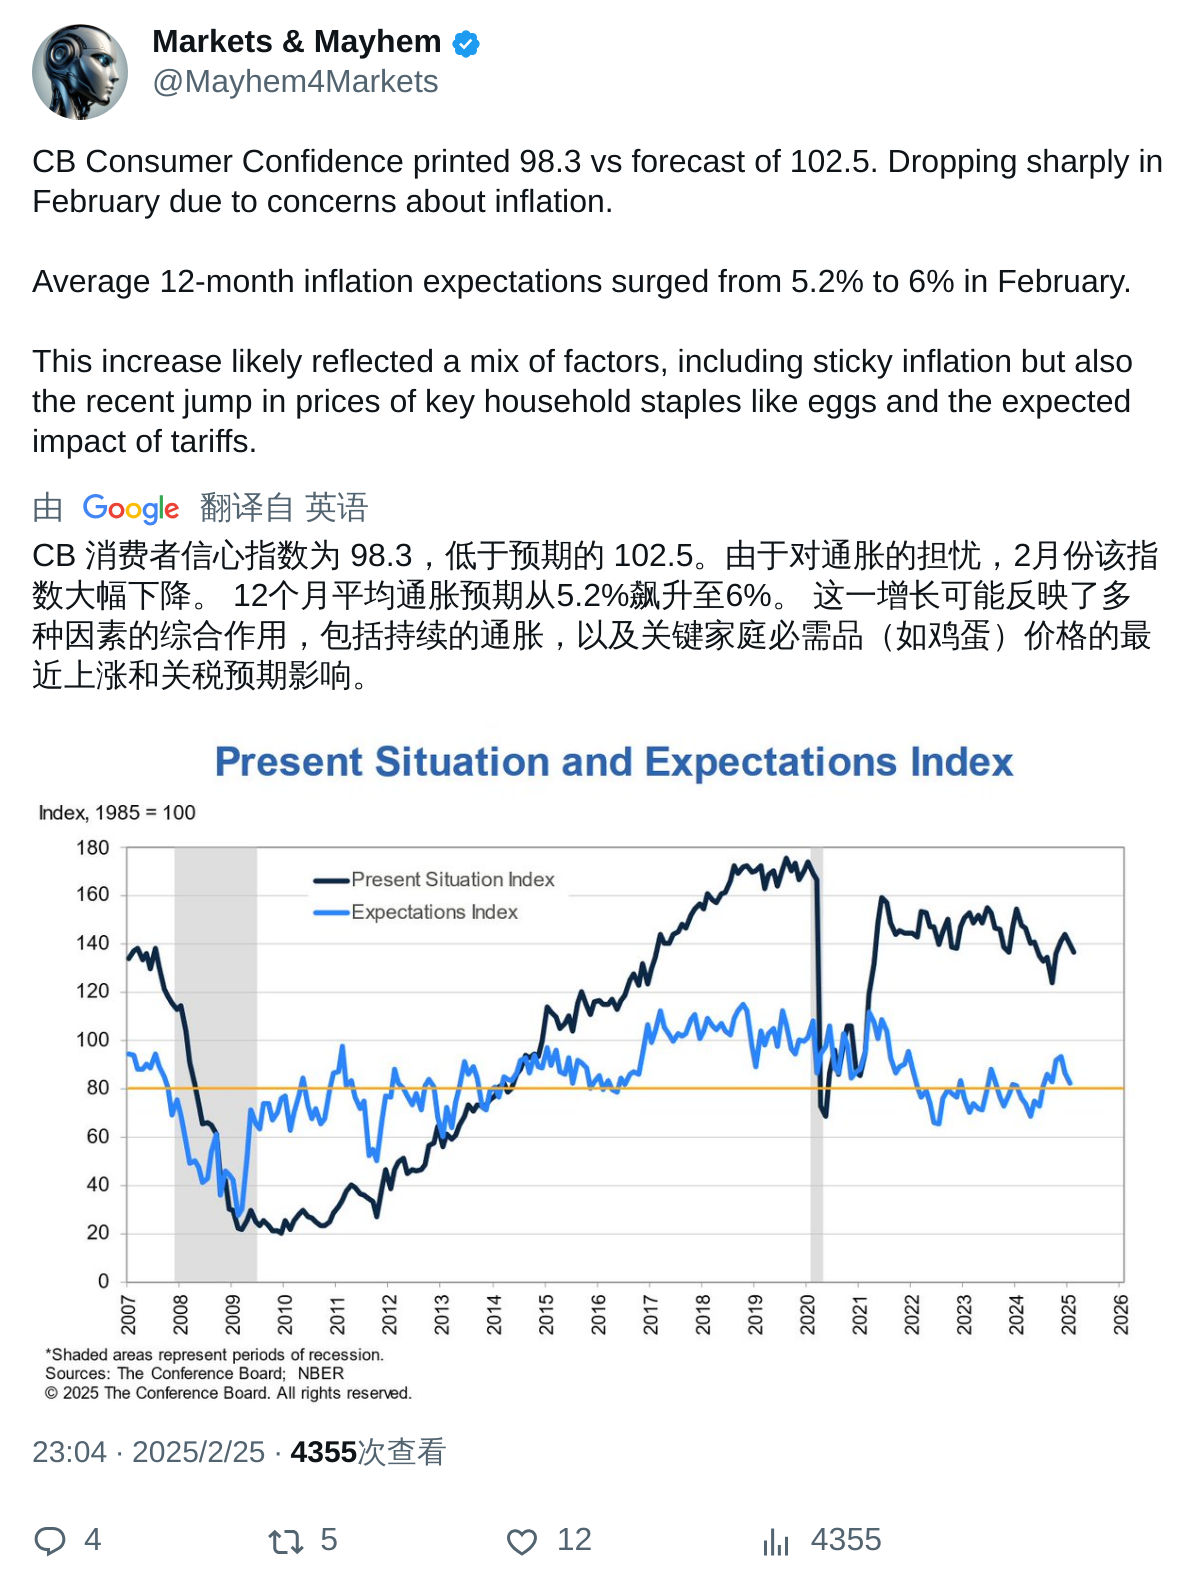 Markets & Mayhem
@Mayhem4Markets
CB Consumer Confidence printed 98.3 vs forecast of 102.5. Dropping sharply in
February due to concerns about inflation.
Average 12-month inflation expectations surged from 5.2% to 6% in February.
This increase likely reflected a mix of factors, including sticky inflation but also
the recent jump in prices of key household staples like eggs and the expected
impact of tariffs.
由 Google 翻译自 英语
CB 消费者信心指数为 98.3，低于预期的 102.5。由于对通胀的担忧，2月份该指
数大幅下降。 12个月平均通胀预期从5.2%飙升至6%。 这一增长可能反映了多
种因素的综合作用，包括持续的通胀，以及关键家庭必需品（如鸡蛋）价格的最
近上涨和关税预期影响。
Present Situation and Expectations Index
Index, 1985 = 100
180
160
140
120
100
80
60
40
20
0
Present Situation Index
Expectations Index
2007 2008 2009 2010 2011 2012 2013 2014 2015 2016 2017 2018 2019 2020 2021 2022 2023 2024 2025 2026
*Shaded areas represent periods of recession.
Sources: The Conference Board; NBER
© 2025 The Conference Board. All rights reserved.
23:04 · 2025/2/25 · 4355次查看
4 5 12 4355